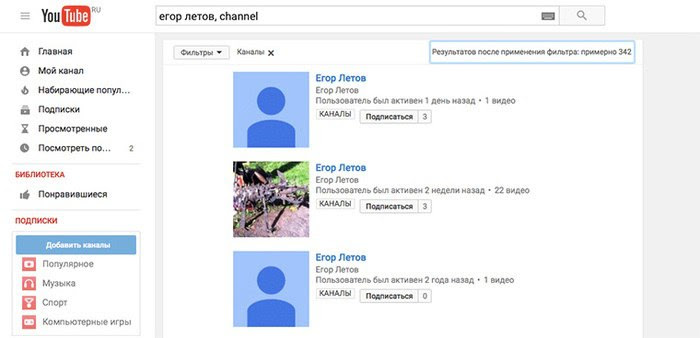 YouTube RU
егор летов, channel
Главная
Мой канал
Набирающие попул...
Подписки
Просмотренные
Посмотреть по... 2
БИБЛИОТЕКА
Понравившиеся
ПОДПИСКИ
Добавить каналы
Популярное
Музыка
Спорт
Компьютерные игры
Фильтры Каналы Результатов после применения фильтра: примерно 342
Егор Летов
Егор Летов
Пользователь был активен 1 день назад • 1 видео
КАНАЛЫ Подписаться 3
Егор Летов
Егор Летов
Пользователь был активен 2 недели назад • 22 видео
КАНАЛЫ Подписаться 3
Егор Летов
Егор Летов
Пользователь был активен 2 года назад • 1 видео
КАНАЛЫ Подписаться 0